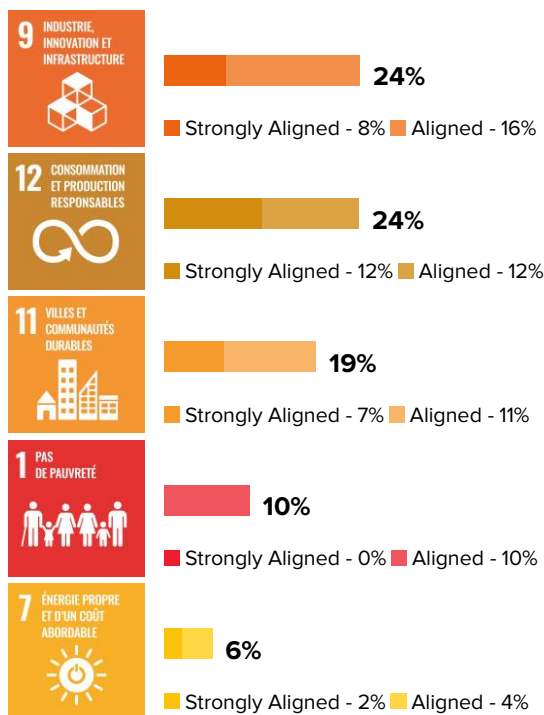 9 INDUSTRIE,
INNOVATION ET
INFRASTRUCTURE
24%
Strongly Aligned - 8% Aligned - 16%
12 CONSOMMATION
ET PRODUCTION
RESPONSABLES
24%
Strongly Aligned - 12% Aligned - 12%
11 VILLES ET
COMMUNAUTÉS
DURABLES
19%
Strongly Aligned - 7% Aligned - 11%
1 PAS
DE PAUVRETÉ
10%
Strongly Aligned - 0% Aligned - 10%
7 ÉNERGIE PROPRE
ET D'UN COÛT
ABORDABLE
6%
Strongly Aligned - 2% Aligned - 4%